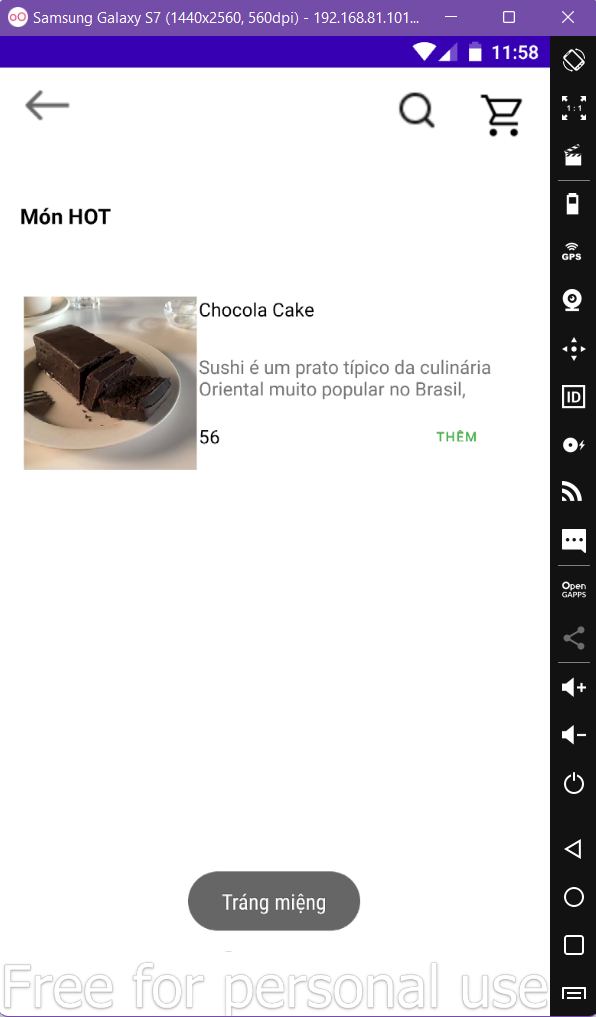 Samsung Galaxy S7 (1440x2560, 560dpi) - 192.168.81.101...
11:58
1:1
GPS
Món HOT
Chocola Cake
Sushi é um prato típico da culinária
Oriental muito popular no Brasil,
56
THÊM
ID
Open
GAPPS
Tráng miệng
Free for personal use